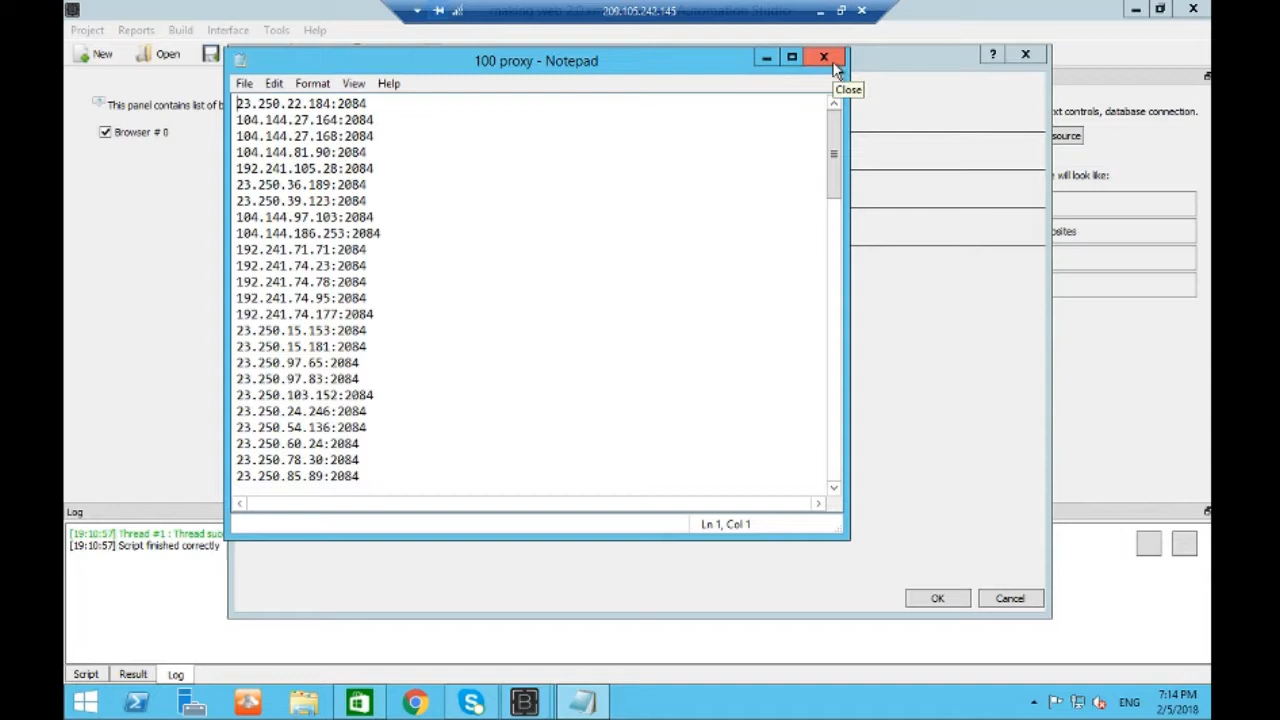 making web 2.0
209.105.242.145
Automation Studio
Project Reports Build Interface Tools Help
New Open
100 proxy - Notepad
? X
File Edit Format View Help
Close
This panel contains list of b
Browser # 0
23.250.22.184:2084
104.144.27.164:2084
104.144.27.168:2084
104.144.81.90:2084
192.241.105.28:2084
23.250.36.189:2084
23.250.39.123:2084
104.144.97.103:2084
104.144.186.253:2084
192.241.71.71:2084
192.241.74.23:2084
192.241.74.78:2084
192.241.74.95:2084
192.241.74.177:2084
23.250.15.153:2084
23.250.15.181:2084
23.250.97.65:2084
23.250.97.83:2084
23.250.103.152:2084
23.250.24.246:2084
23.250.54.136:2084
23.250.60.24:2084
23.250.78.30:2084
23.250.85.89:2084
ext controls, database connection.
source
will look like:
osites
Ln 1, Col 1
Log
[19:10:57] Thread #1 : Thread suc
[19:10:57] Script finished correctly
OK Cancel
Script Result Log
ENG
7:14 PM
2/5/2018